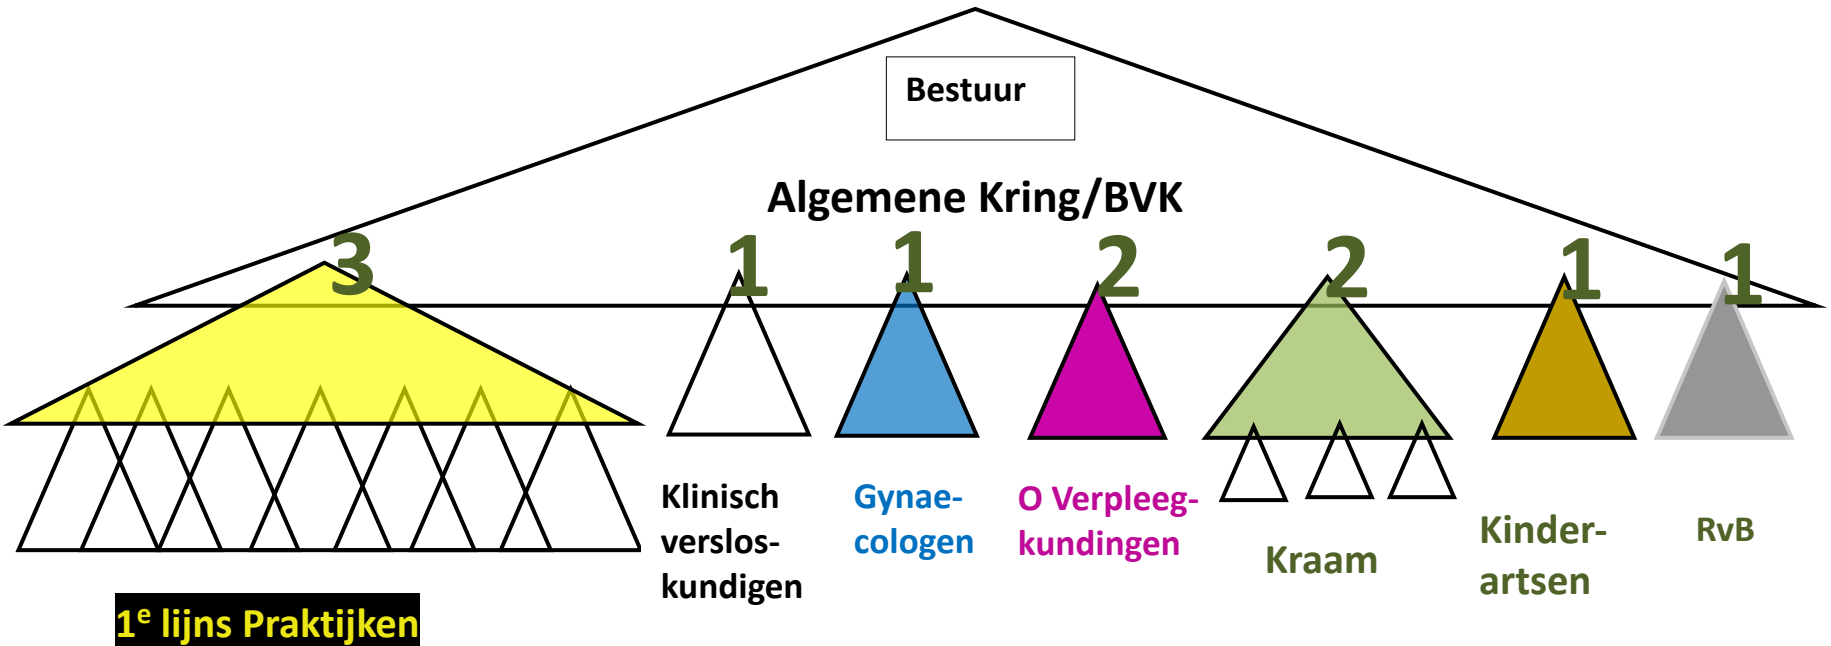 Bestuur
Algemene Kring/BVK
3
1
1
2
2
1
1
Klinisch
verslos-
kundigen
Gynae-
cologen
O Verpleeg-
kundingen
Kraam
Kinder-
artsen
RvB
1e lijns Praktijken